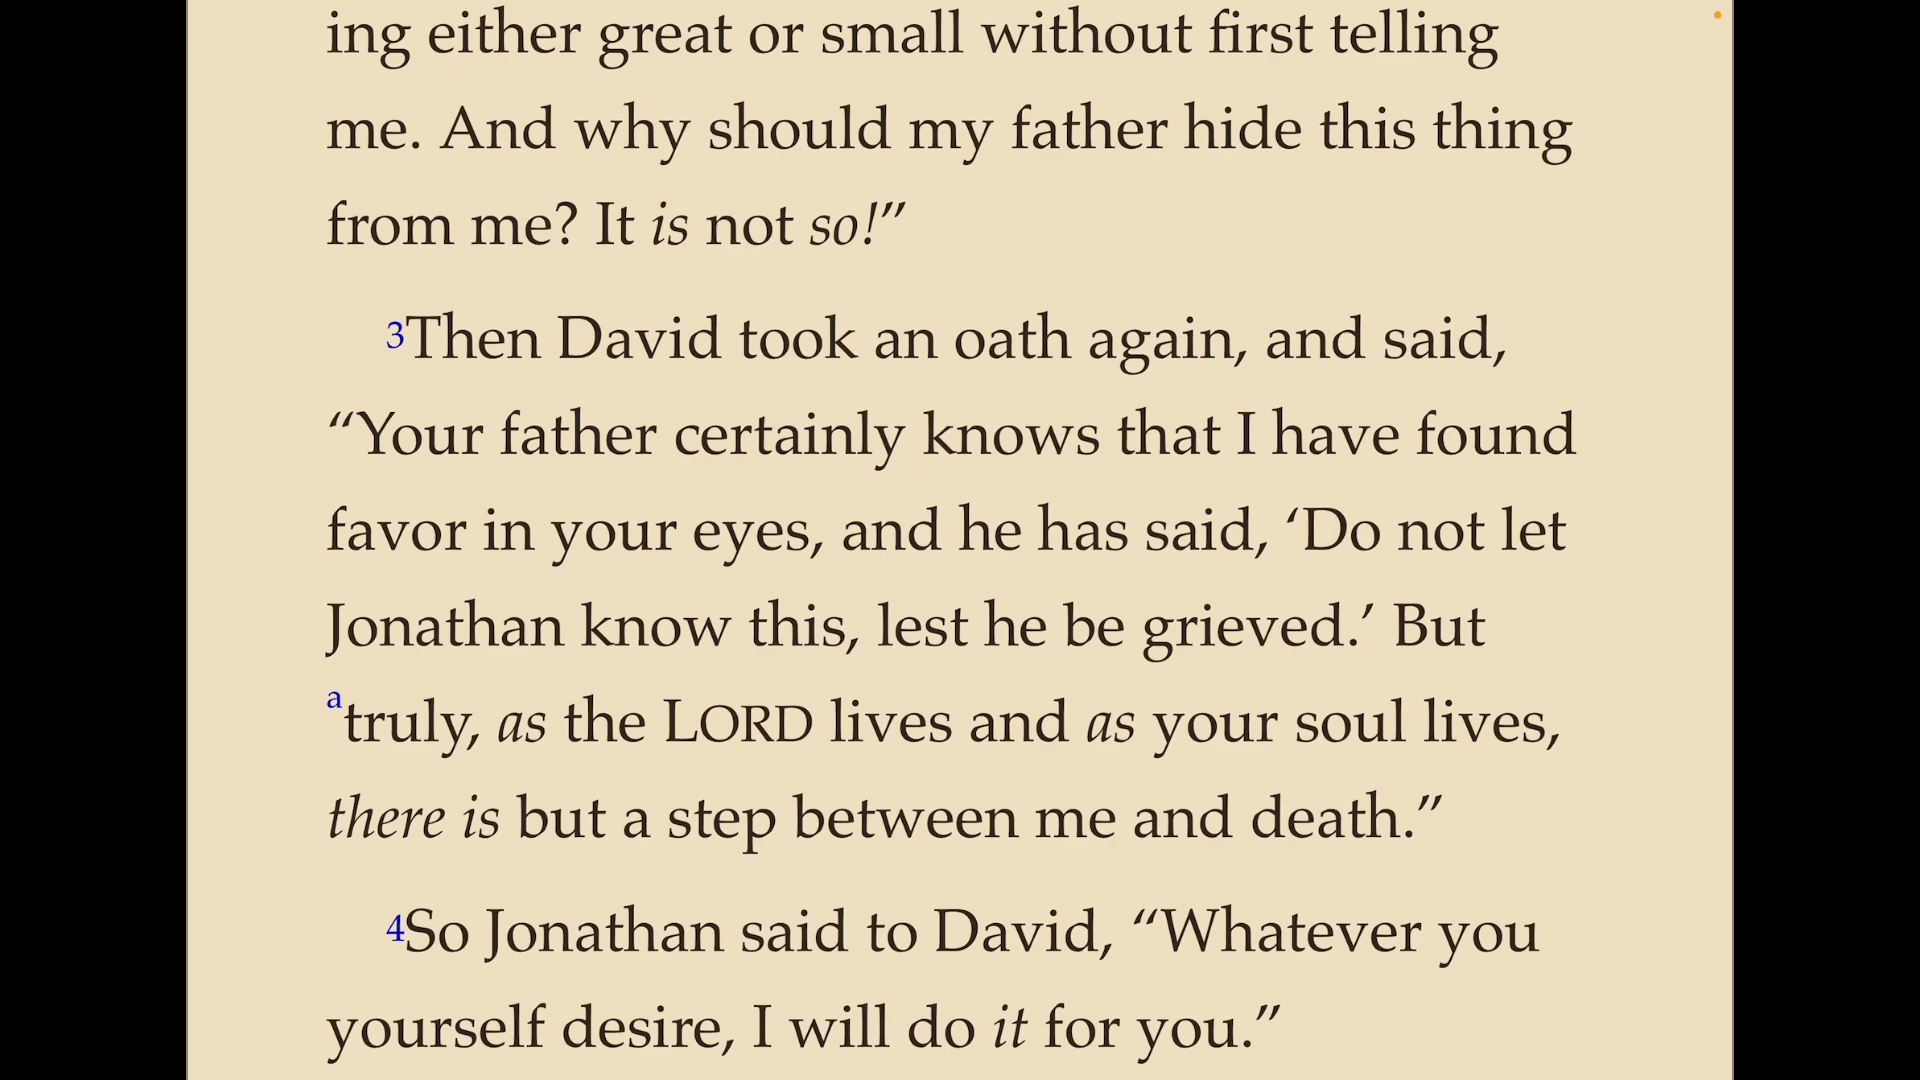 ing either great or small without first telling
me. And why should my father hide this thing
from me? It is not so!”
3Then David took an oath again, and said,
“Your father certainly knows that I have found
favor in your eyes, and he has said, ‘Do not let
Jonathan know this, lest he be grieved.’ But
atruly, as the LORD lives and as your soul lives,
there is but a step between me and death.”
4So Jonathan said to David, “Whatever you
yourself desire, I will do it for you.”